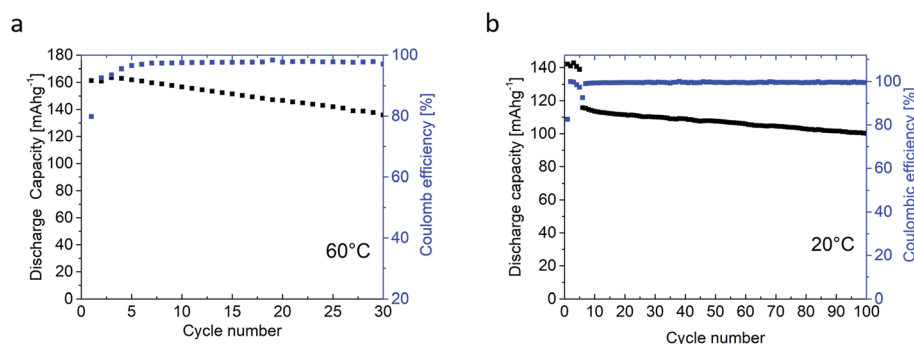 a
180
160
140
120
100
80
60
40
20
0
Discharge Capacity [mAhg⁻¹]
0 5 10 15 20 25 30
Cycle number
100
80
60
40
20
Coulomb efficiency [%]
60°C
b
140
120
100
80
60
40
20
0
Discharge capacity [mAhg⁻¹]
0 10 20 30 40 50 60 70 80 90 100
Cycle number
100
80
60
40
20
0
Coulombic efficiency [%]
20°C